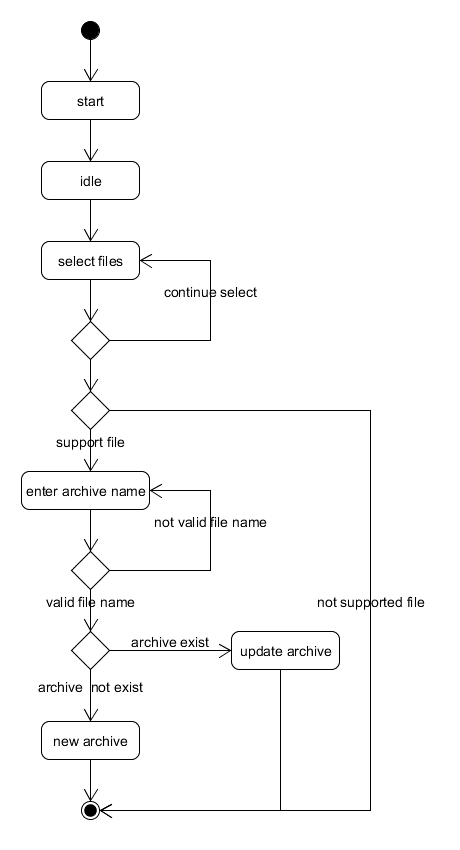 start
idle
select files
continue select
support file
enter archive name
not valid file name
valid file name
not supported file
archive exist
update archive
archive not exist
new archive